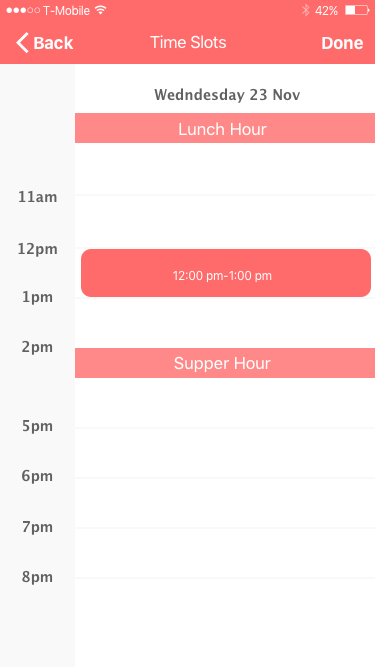 T-Mobile 42%
Back Time Slots Done
Wedndesday 23 Nov
Lunch Hour
11am
12pm
12:00 pm-1:00 pm
1pm
2pm
Supper Hour
5pm
6pm
7pm
8pm